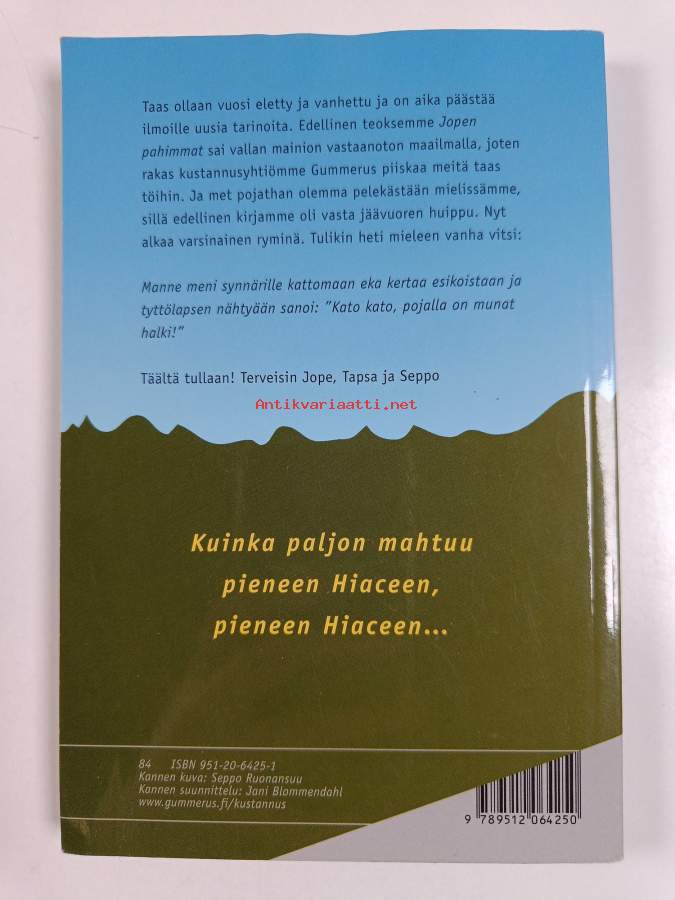 Taas ollaan vuosi eletty ja vanhettu ja on aika päästää
ilmoille uusia tarinoita. Edellinen teoksemme Jopen
pahimmat sai vallan mainion vastaanoton maailmalla, joten
rakas kustannusyhtiömme Gummerus piiskaa meitä taas
töihin. Ja met pojathan olemma pelekästään mielissämme,
sillä edellinen kirjamme oli vasta jäävuoren huippu. Nyt
alkaa varsinainen ryminä. Tulikin heti mieleen vanha vitsi:
Manne meni synnärille kattomaan eka kertaa esikoistaan ja
tyttölapsen nähtyään sanoi: ”Kato kato, pojalla on munat
halki!”
Täältä tullaan! Terveisin Jope, Tapsa ja Seppo
Antikvariaatti.net
Kuinka paljon mahtuu
pieneen Hiaceen,
pieneen Hiaceen...
84 ISBN 951-20-6425-1
Kannen kuva: Seppo Ruonansuu
Kannen suunnittelu: Jani Blommendahl
www.gummerus.fi/kustannus
9 789512 064250